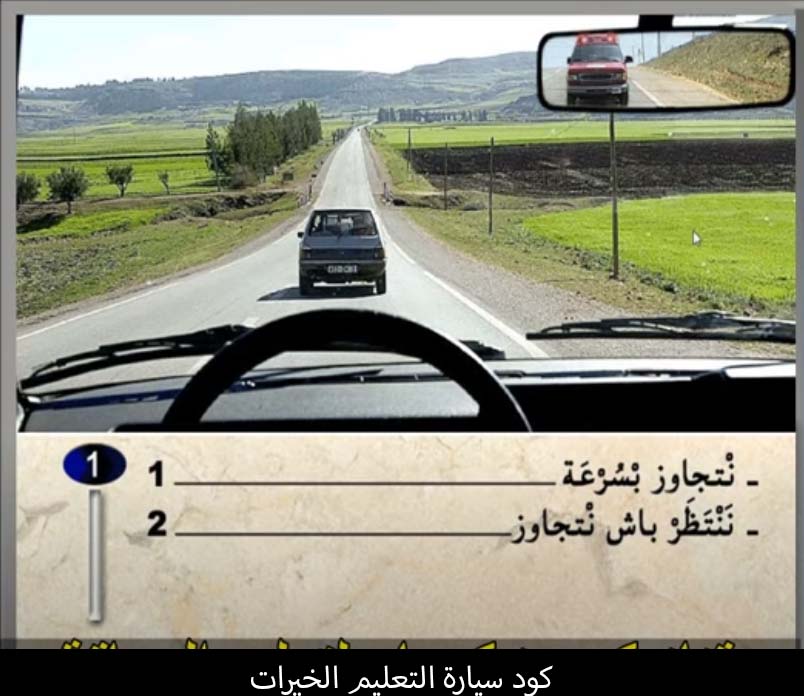 1 - نْتجاوز بْسُرْعَة 1
- نَنْتَظَرْ باش نْتجاوز 2
كود سيارة التعليم الخيرات